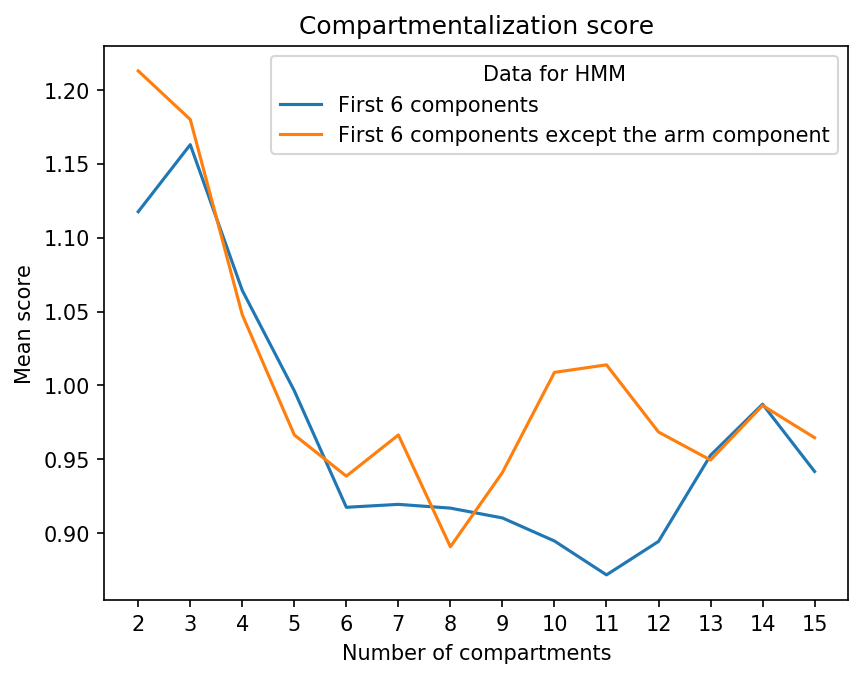 Compartmentalization score
Data for HMM
First 6 components
First 6 components except the arm component
Mean score
1.20
1.15
1.10
1.05
1.00
0.95
0.90
2 3 4 5 6 7 8 9 10 11 12 13 14 15
Number of compartments